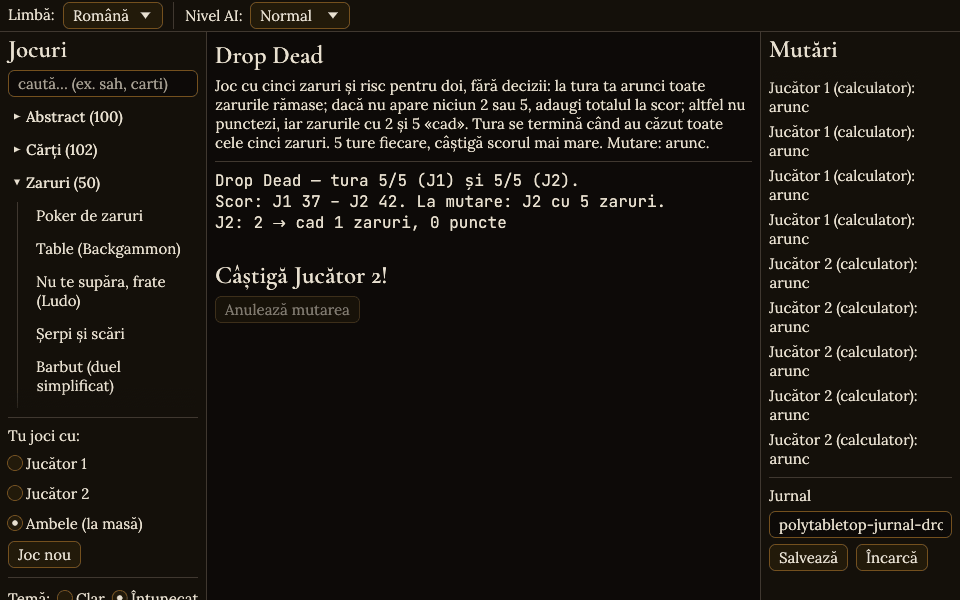 Limbă: Română ▼ Nivel AI: Normal ▼
Jocuri
caută... (ex. sah, carti)
▸ Abstract (100)
▸ Cărți (102)
▾ Zaruri (50)
Poker de zaruri
Table (Backgammon)
Nu te supăra, frate
(Ludo)
Șerpi și scări
Barbut (duel
simplificat)
Tu joci cu:
Jucător 1
Jucător 2
Ambele (la masă)
Joc nou
Temă: Clar Întunecat
Drop Dead
Joc cu cinci zaruri și risc pentru doi, fără decizii: la tura ta arunci toate
zarurile rămase; dacă nu apare niciun 2 sau 5, adaugi totalul la scor; altfel nu
punctezi, iar zarurile cu 2 și 5 «cad». Tura se termină când au căzut toate
cele cinci zaruri. 5 ture fiecare, câștigă scorul mai mare. Mutare: arunc.
Drop Dead — tura 5/5 (J1) și 5/5 (J2).
Scor: J1 37 – J2 42. La mutare: J2 cu 5 zaruri.
J2: 2 → cad 1 zaruri, 0 puncte
Câștigă Jucător 2!
Anulează mutarea
Mutări
Jucător 1 (calculator):
arunc
Jucător 1 (calculator):
arunc
Jucător 1 (calculator):
arunc
Jucător 1 (calculator):
arunc
Jucător 2 (calculator):
arunc
Jucător 2 (calculator):
arunc
Jucător 2 (calculator):
arunc
Jucător 2 (calculator):
arunc
Jucător 2 (calculator):
arunc
Jurnal
polytabletop-jurnal-dro
Salvează Încarcă